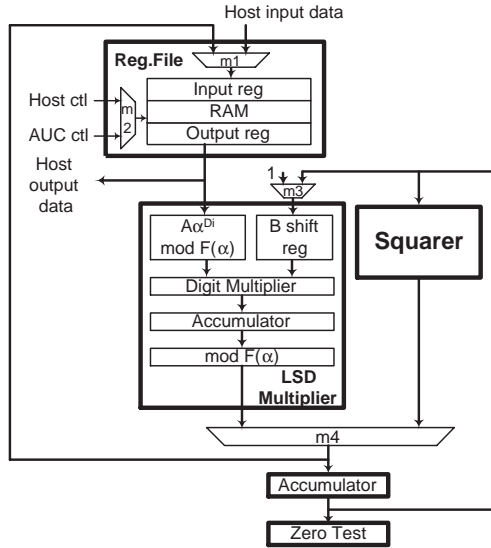 Host input data
Reg.File
m1
Input reg
RAM
Output reg
Host ctl
AUC ctl
m
2
Host
output
data
1
m3
Aα^Di
mod F(α)
B shift
reg
Squarer
Digit Multiplier
Accumulator
mod F(α)
LSD
Multiplier
m4
Accumulator
Zero Test